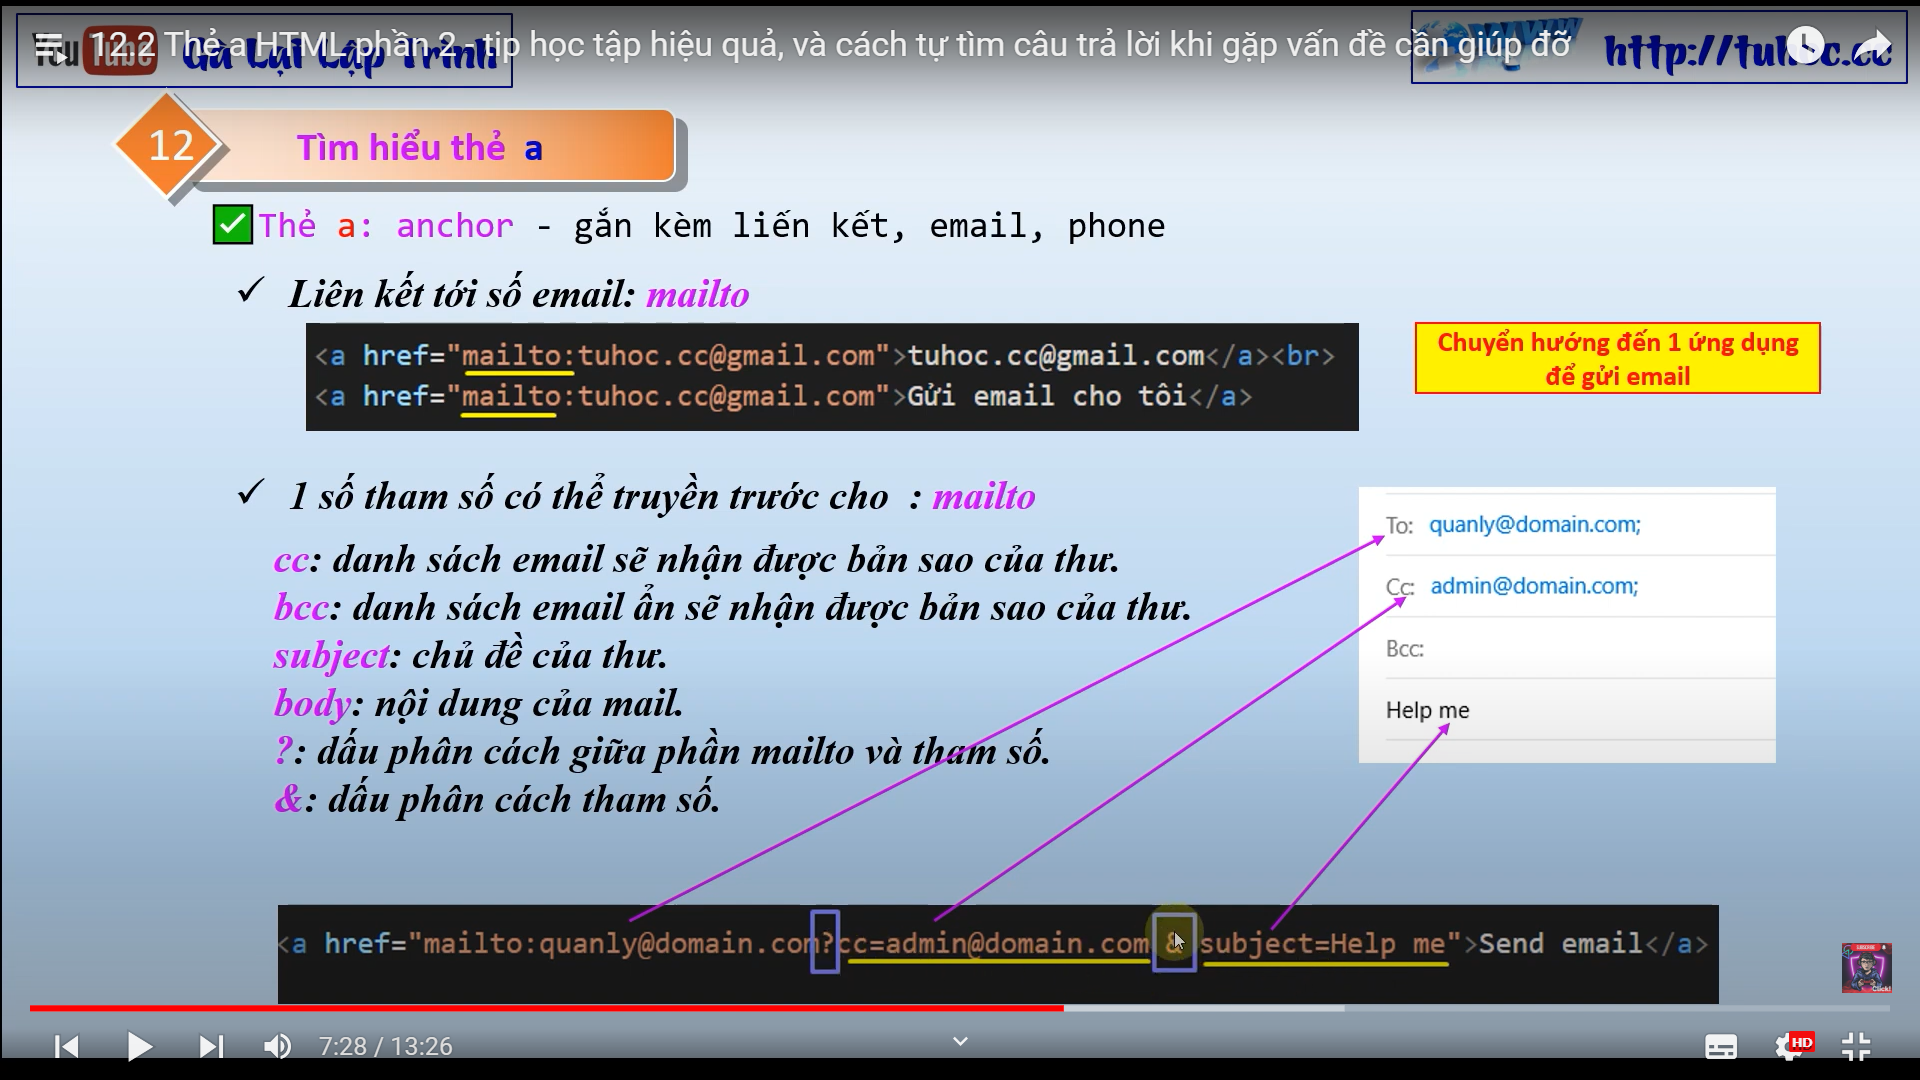 12.2 Thẻ a HTML phần 2 - tip học tập hiệu quả, và cách tự tìm câu trả lời khi gặp vấn đề cần giúp đỡ
YouTube Gà Lại Lập Trình
http://tuhoc.cc
12 Tìm hiểu thẻ a
Thẻ a: anchor - gắn kèm liến kết, email, phone
✓ Liên kết tới số email: mailto
<a href="mailto:tuhoc.cc@gmail.com">tuhoc.cc@gmail.com</a><br>
<a href="mailto:tuhoc.cc@gmail.com">Gửi email cho tôi</a>
Chuyển hướng đến 1 ứng dụng
để gửi email
✓ 1 số tham số có thể truyền trước cho : mailto
cc: danh sách email sẽ nhận được bản sao của thư.
bcc: danh sách email ẩn sẽ nhận được bản sao của thư.
subject: chủ đề của thư.
body: nội dung của mail.
?: dấu phân cách giữa phần mailto và tham số.
&: dấu phân cách tham số.
To: quanly@domain.com;
Cc: admin@domain.com;
Bcc:
Help me
<a href="mailto:quanly@domain.com?cc=admin@domain.com & subject=Help me">Send email</a>
7:28 / 13:26
HD